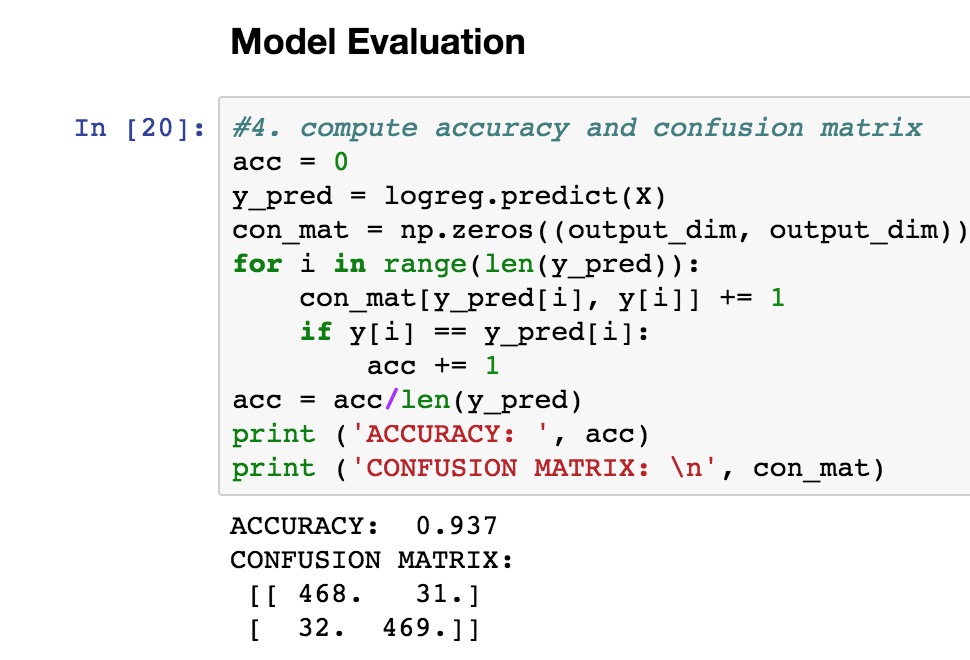 Model Evaluation
In [20]:
#4. compute accuracy and confusion matrix
acc = 0
y_pred = logreg.predict(X)
con_mat = np.zeros((output_dim, output_dim))
for i in range(len(y_pred)):
    con_mat[y_pred[i], y[i]] += 1
    if y[i] == y_pred[i]:
        acc += 1
acc = acc/len(y_pred)
print ('ACCURACY: ', acc)
print ('CONFUSION MATRIX: \n', con_mat)
ACCURACY:  0.937
CONFUSION MATRIX:
 [[ 468.   31.]
 [  32.  469.]]